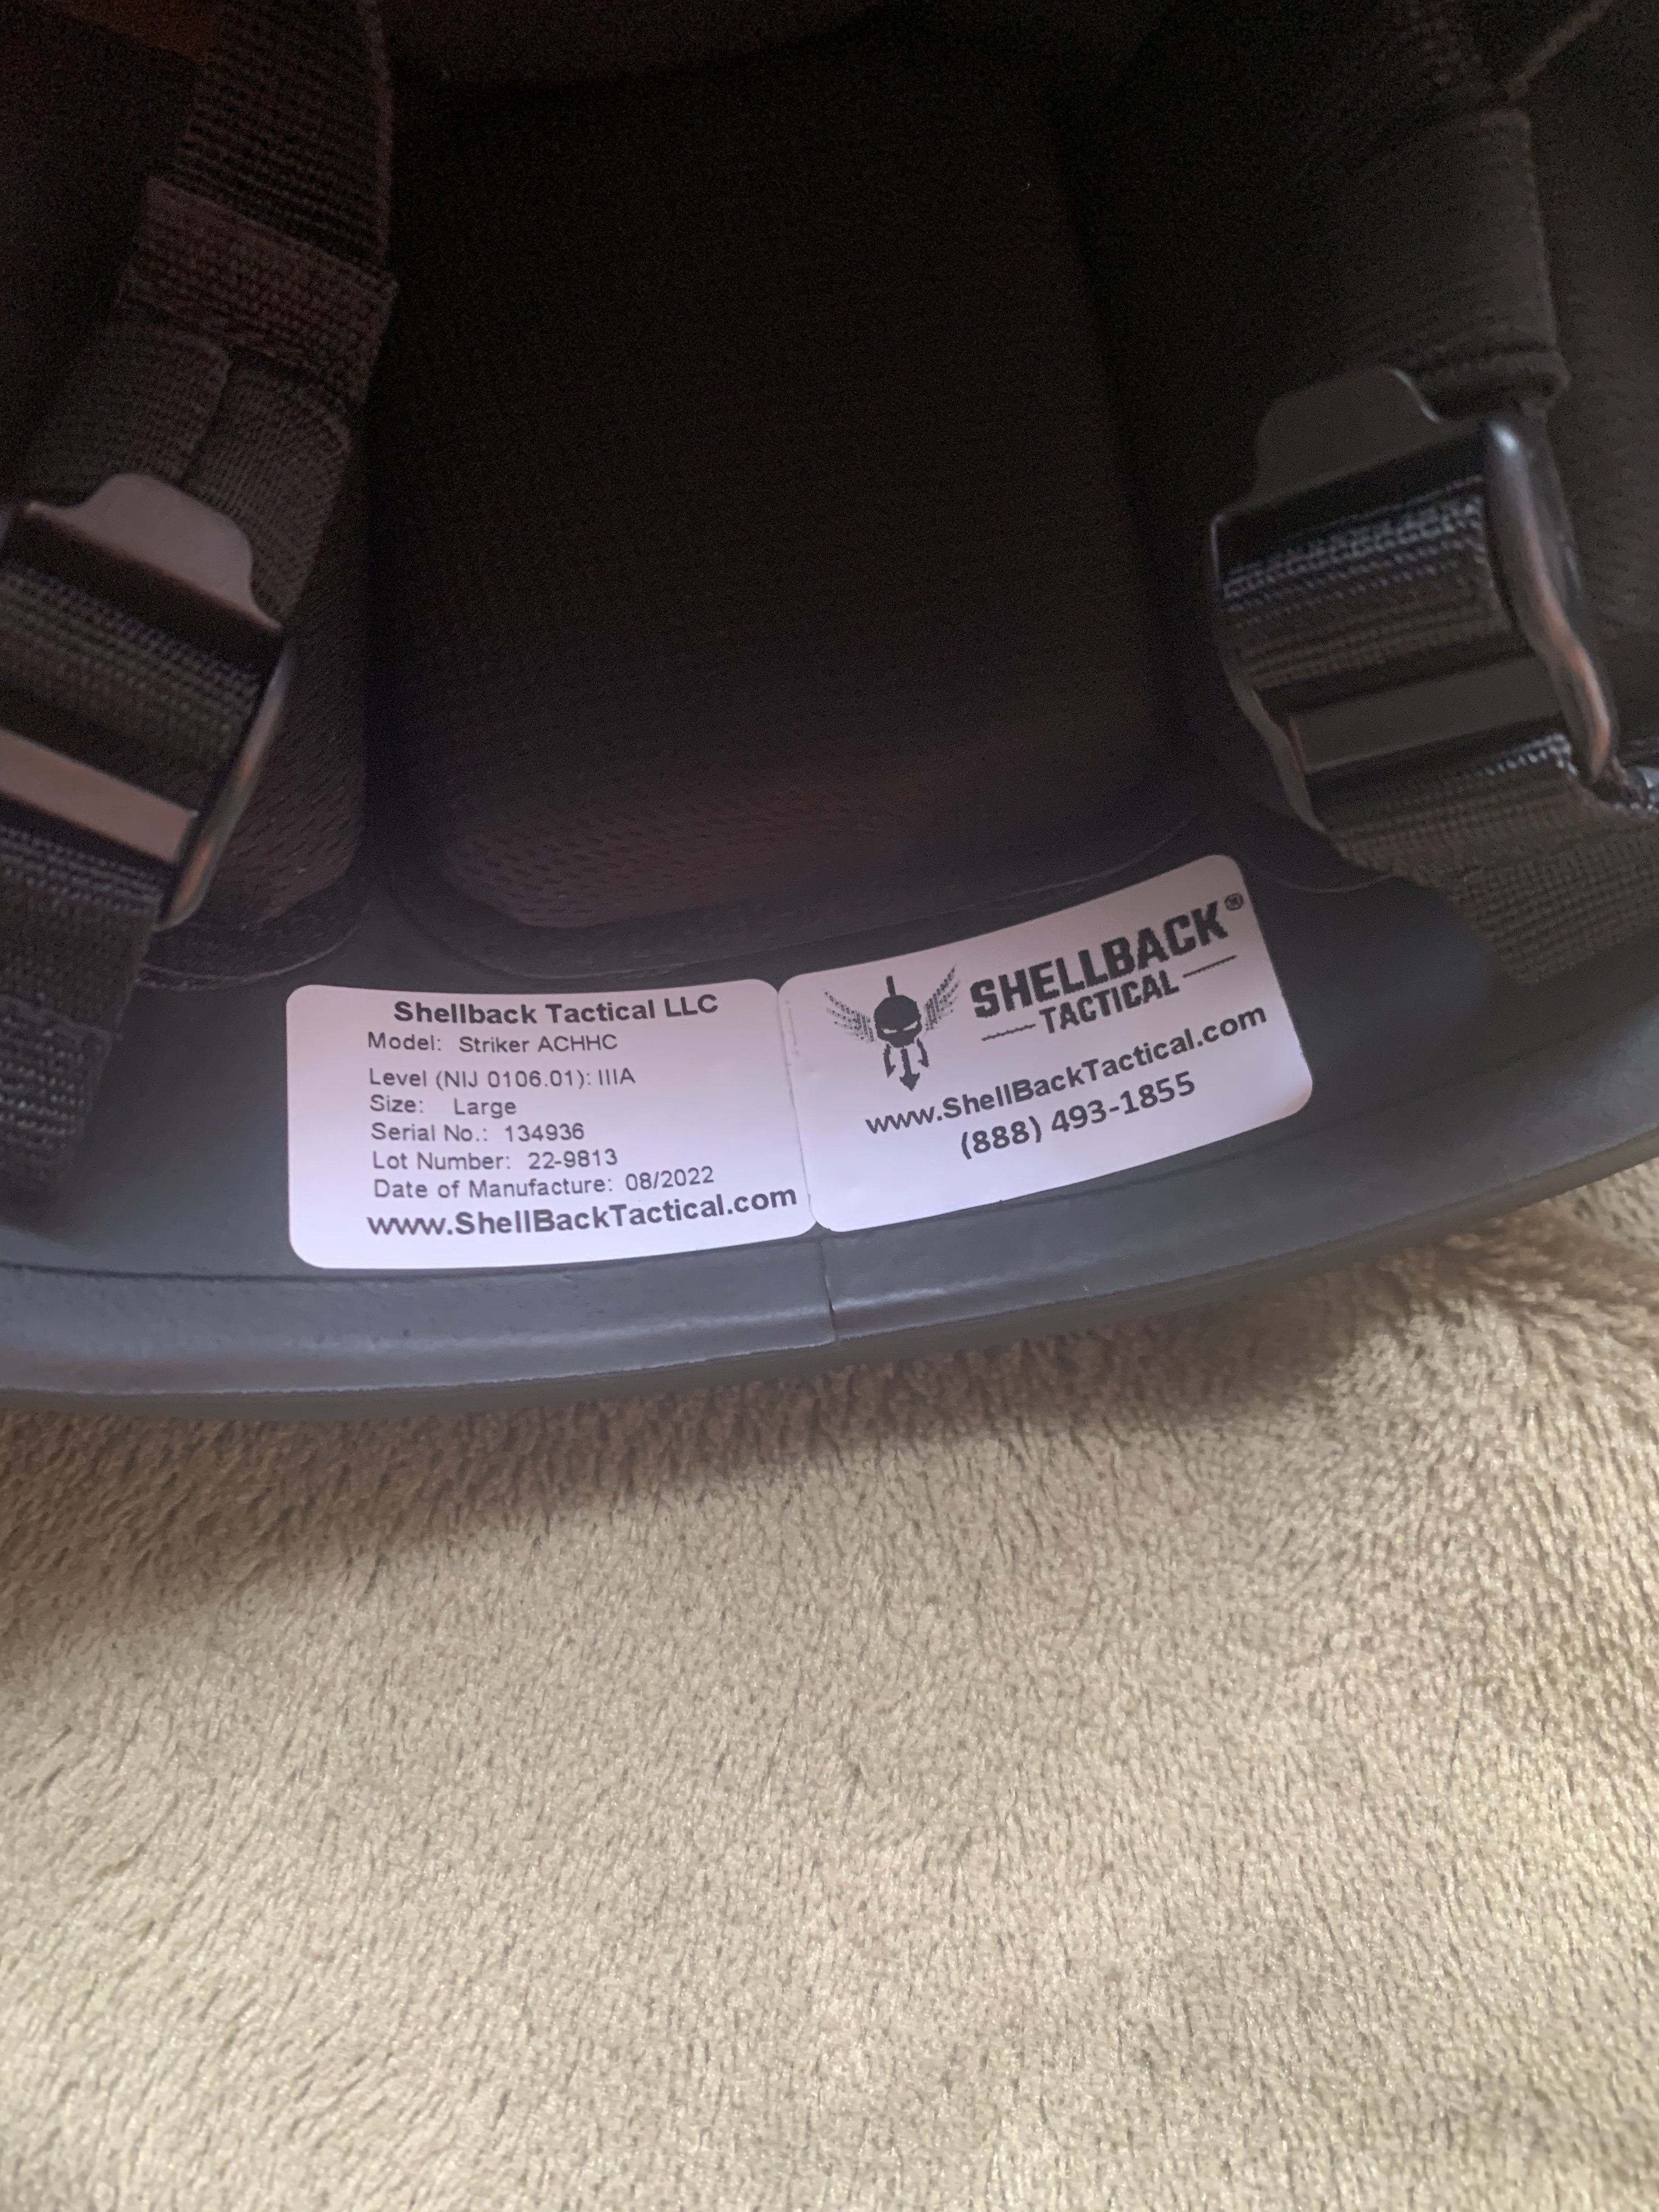 Shellback Tactical LLC
Model: Striker ACHHC
Level (NIJ 0106.01): IIIA
Size: Large
Serial No.: 134936
Lot Number: 22-9813
Date of Manufacture: 08/2022
www.ShellBackTactical.com
SHELLBACK®
TACTICAL
www.ShellBackTactical.com
(888) 493-1855